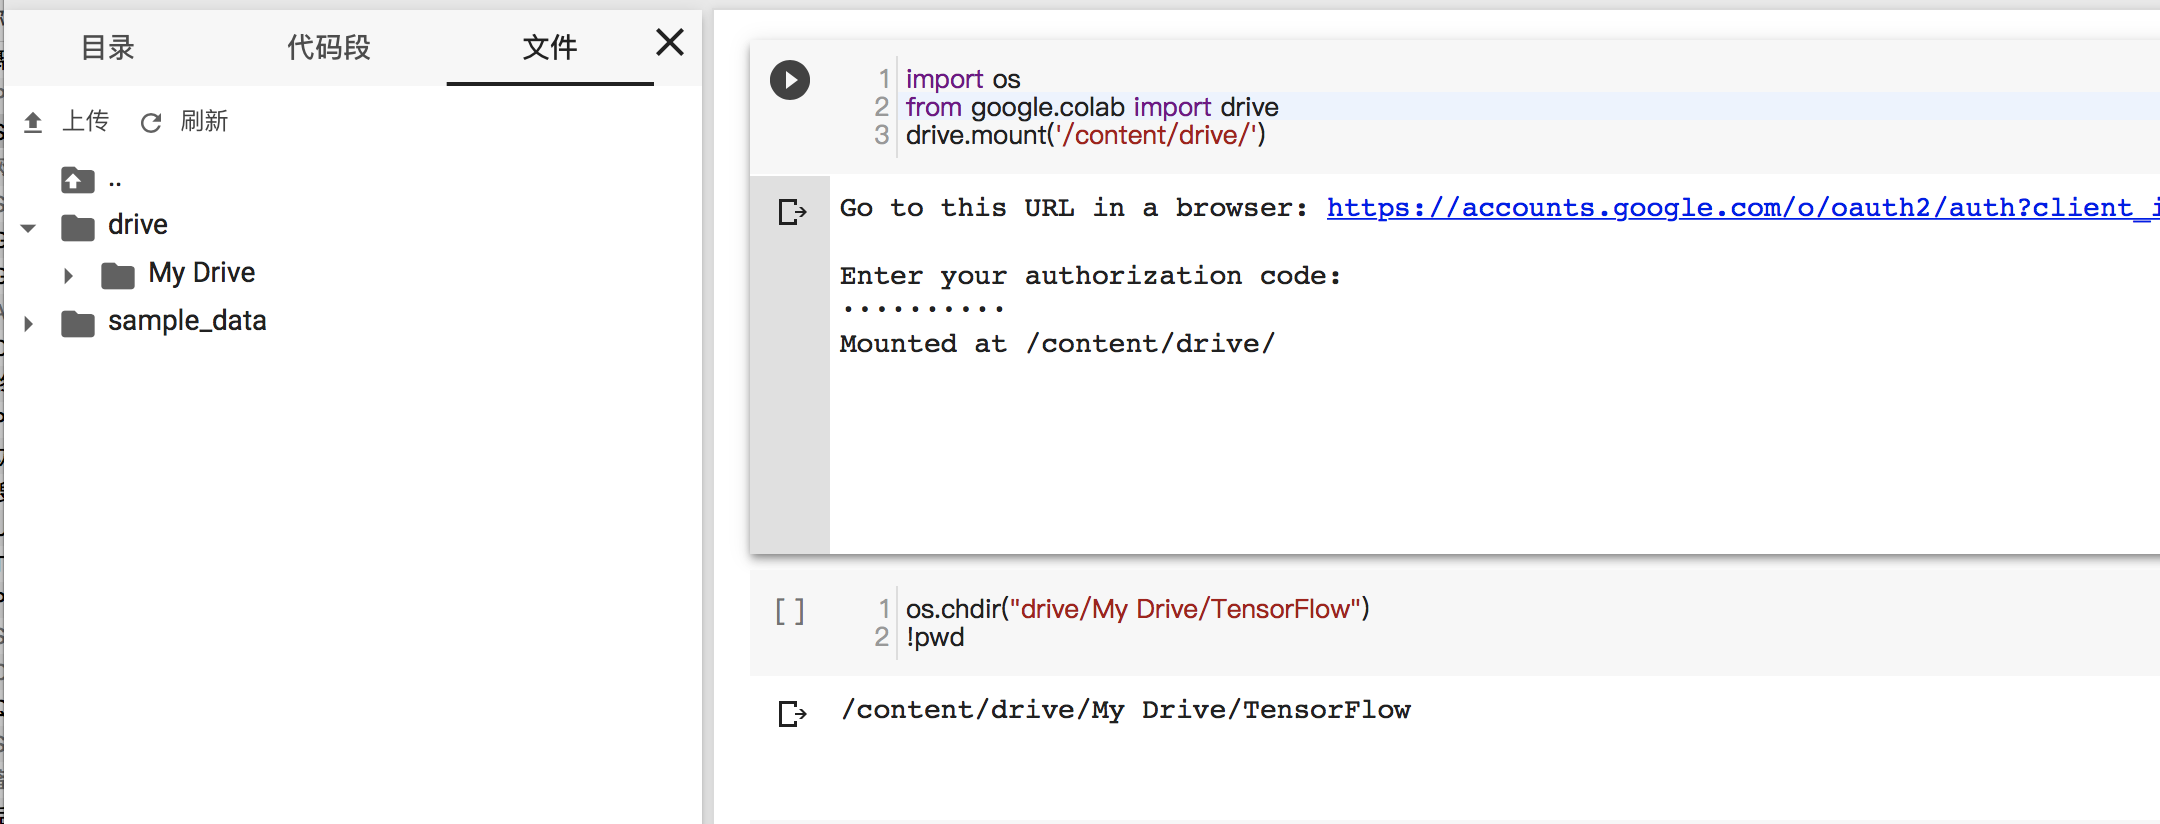 目录 代码段 文件
上传 刷新
..
drive
My Drive
sample_data
1 import os
2 from google.colab import drive
3 drive.mount('/content/drive/')
Go to this URL in a browser: https://accounts.google.com/o/oauth2/auth?client_i
Enter your authorization code:
··········
Mounted at /content/drive/
[ ] 1 os.chdir("drive/My Drive/TensorFlow")
2 !pwd
/content/drive/My Drive/TensorFlow